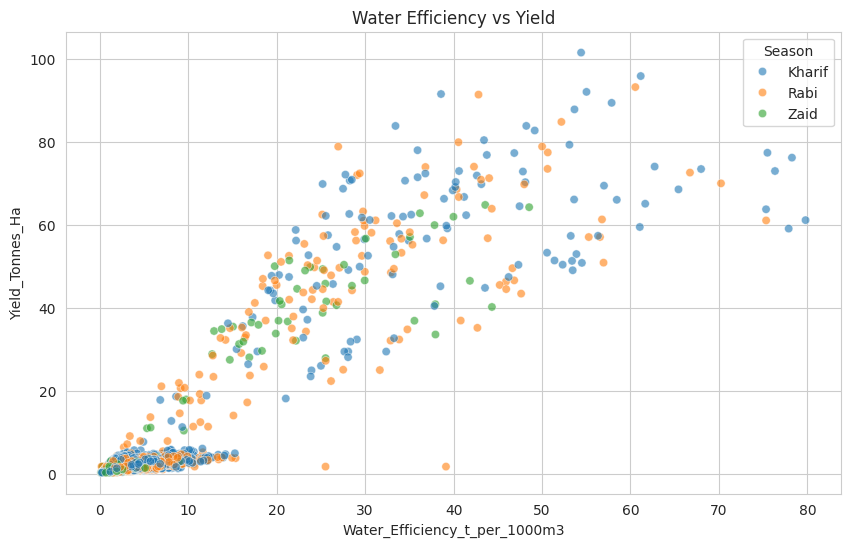 Water Efficiency vs Yield
Season
Kharif
Rabi
Zaid
Yield_Tonnes_Ha
100
80
60
40
20
0
0 10 20 30 40 50 60 70 80
Water_Efficiency_t_per_1000m3